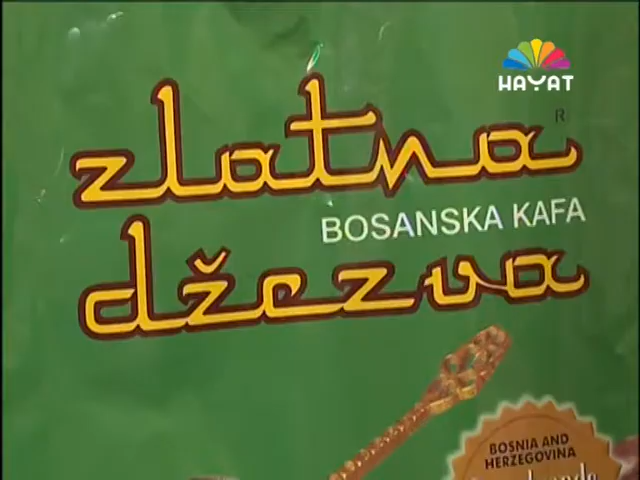 HAYAT
zlatna
R
BOSANSKA KAFA
džezva
BOSNIA AND
HERZEGOVINA